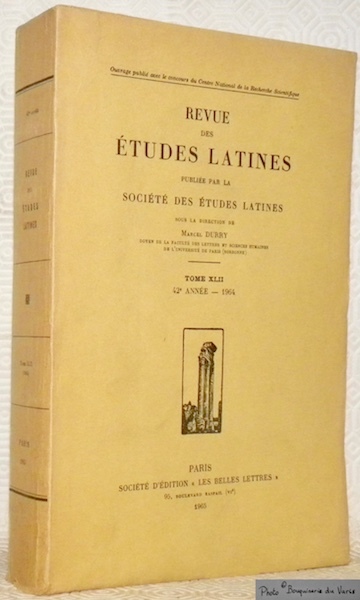 Ouvrage publié avec le concours du Centre National de la Recherche Scientifique
REVUE
DES
ÉTUDES LATINES
PUBLIÉE PAR LA
SOCIÉTÉ DES ÉTUDES LATINES
SOUS LA DIRECTION DE
MARCEL DURRY
DOYEN DE LA FACULTÉ DES LETTRES ET SCIENCES HUMAINES
DE L'UNIVERSITÉ DE PARIS (SORBONNE)
TOME XLII
42e ANNÉE — 1964
PARIS
SOCIÉTÉ D'ÉDITION « LES BELLES LETTRES »
95, BOULEVARD RASPAIL (VIe)
1965
REVUE
DES
ÉTUDES
LATINES
Tome XLII
PARIS
Photo © Bouquinerie du Varis